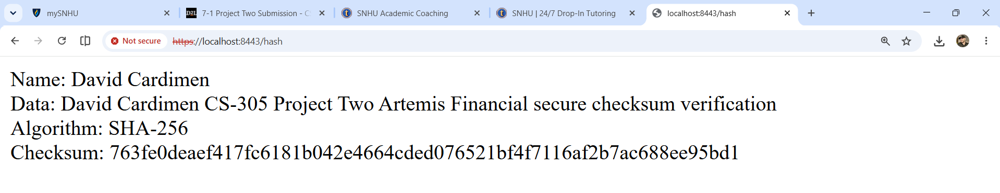 mySNHU
D2L
7-1 Project Two Submission - C
SNHU Academic Coaching
SNHU | 24/7 Drop-In Tutoring
localhost:8443/hash
Not secure
https://localhost:8443/hash
Name: David Cardimen
Data: David Cardimen CS-305 Project Two Artemis Financial secure checksum verification
Algorithm: SHA-256
Checksum: 763fe0deaef417fc6181b042e4664cded076521bf4f7116af2b7ac688ee95bd1